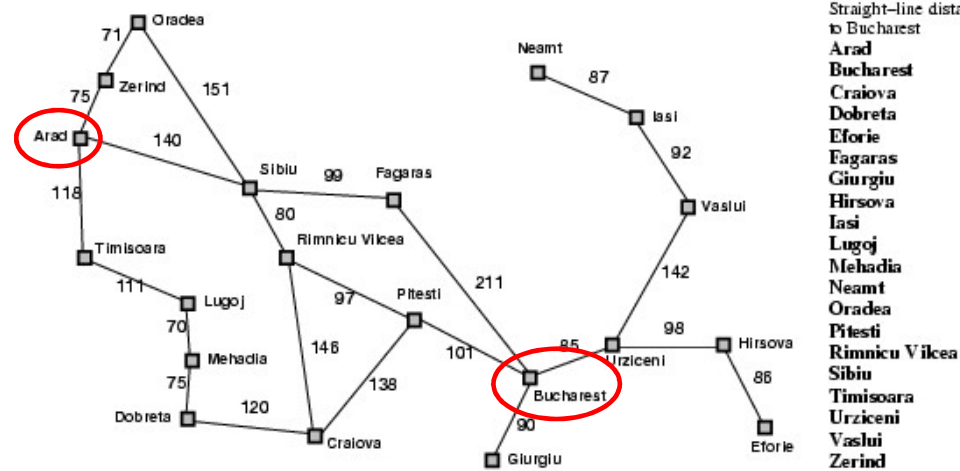 Oradea
71
Neamt
87
Zerind
151
75
Iasi
Arad
140
92
Sibiu
99
Fagaras
118
80
Vaslui
Timisoara
Rimnicu Vilcea
142
111
211
Lugoj
97
Pitesti
70
98
Hirsova
146
85
Mehadia
101
Urziceni
75
138
86
Bucharest
120
Dobreta
90
Craiova
Eforie
Giurgiu
Straight-line
to Bucharest
Arad
Bucharest
Craiova
Dobreta
Eforie
Fagaras
Giurgiu
Hirsova
Iasi
Lugoj
Mehadia
Neamt
Oradea
Pitesti
Rimnicu Vilcea
Sibiu
Timisoara
Urziceni
Vaslui
Zerind